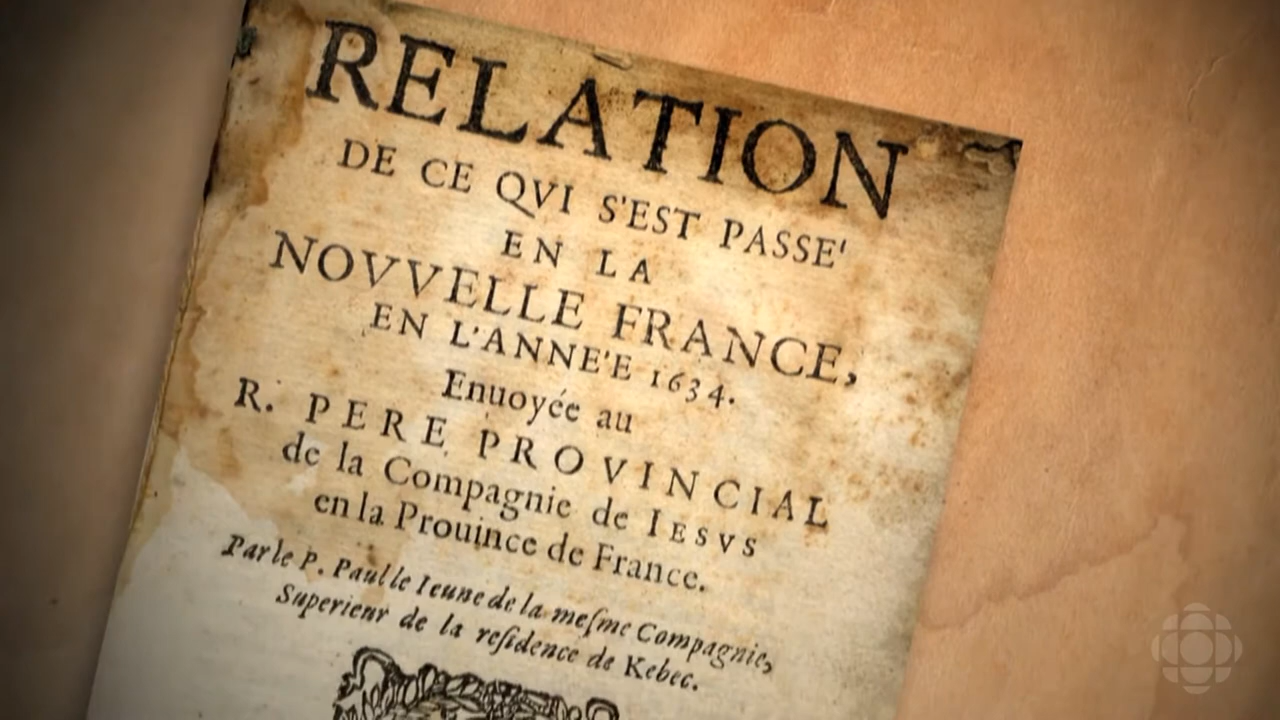 RELATION
DE CE QVI S'EST PASSE'
EN LA
NOVVELLE FRANCE,
EN L'ANNE'E 1634.
Enuoyée au
R. PERE PROVINCIAL
de la Compagnie de IESVS
en la Prouince de France.
Par le P. Paul le Ieune de la meſme Compagnie,
Superieur de la reſidence de Kebec.